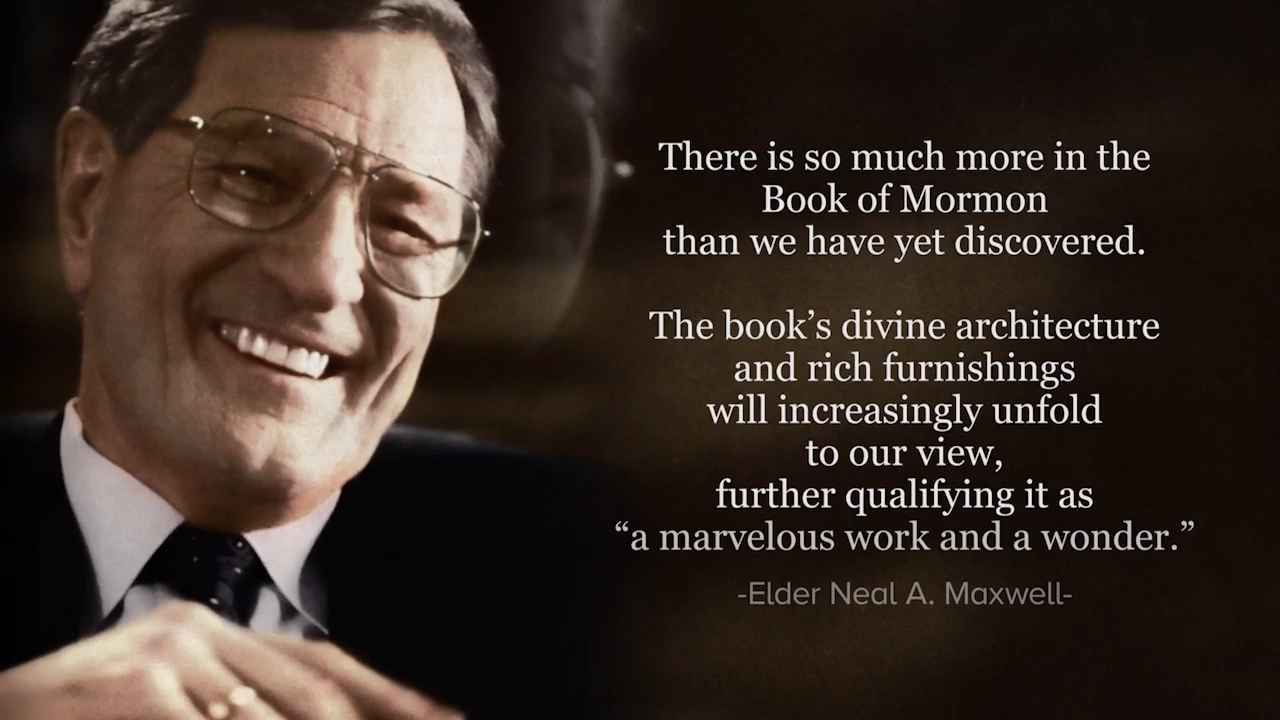 There is so much more in the
Book of Mormon
than we have yet discovered.
The book’s divine architecture
and rich furnishings
will increasingly unfold
to our view,
further qualifying it as
“a marvelous work and a wonder.”
-Elder Neal A. Maxwell-